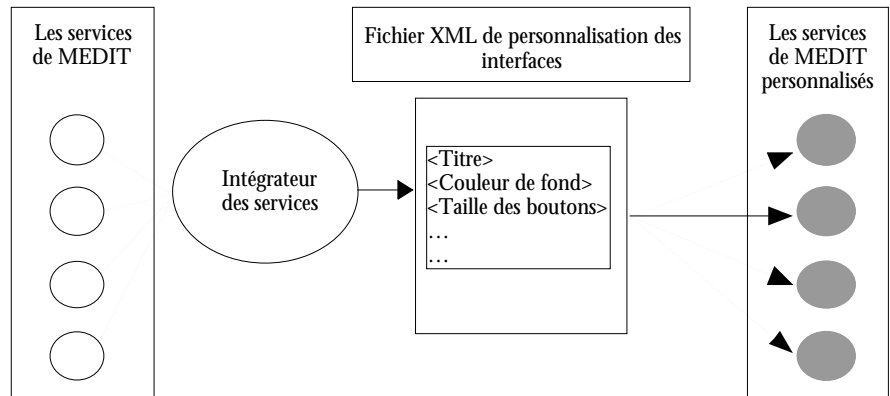 Les services
de MEDIT
Fichier XML de personnalisation des
interfaces
Les services
de MEDIT
personnalisés
Intégrateur
des services
<Titre>
<Couleur de fond>
<Taille des boutons>
…
…